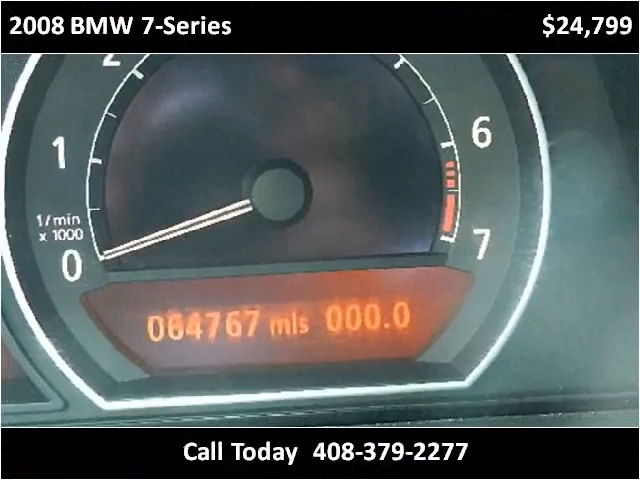 2008 BMW 7-Series $24,799
2
1
6
1/min
x 1000
0
7
064767 mls 000.0
Call Today 408-379-2277